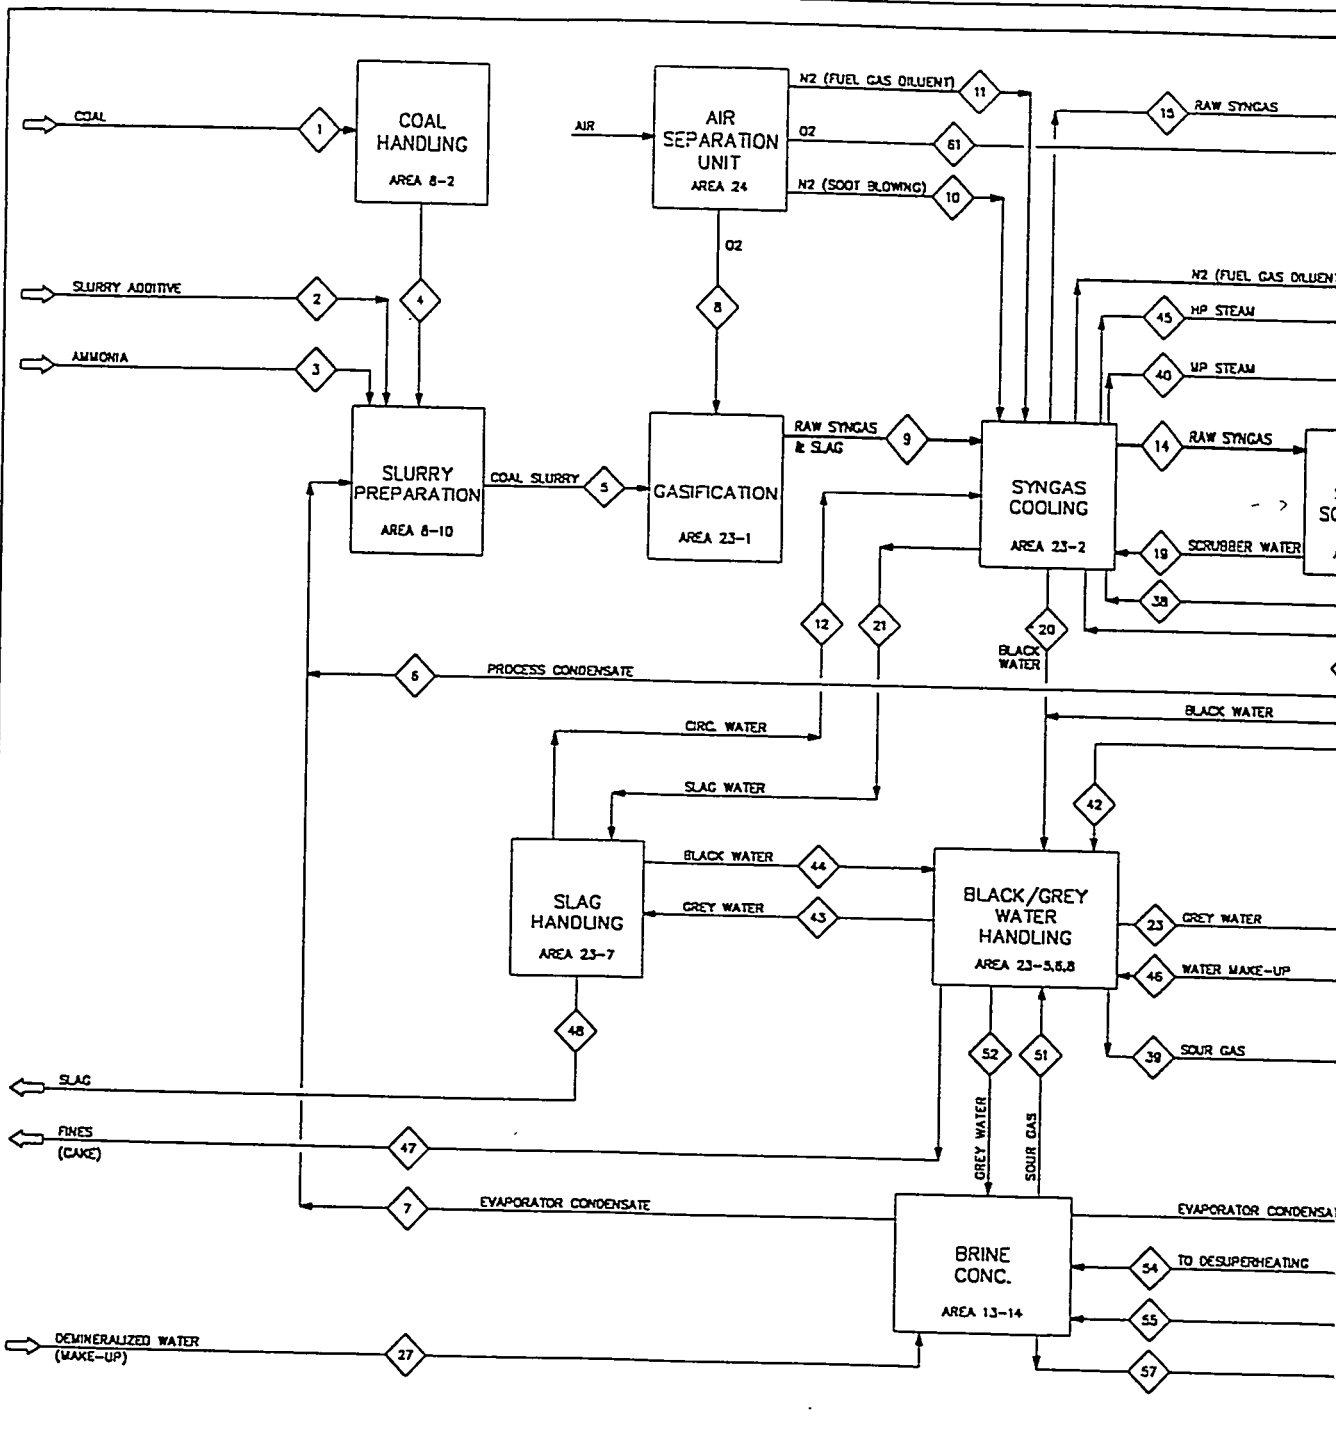 COAL
1
COAL
HANDLING
AREA 8-2
AIR
AIR
SEPARATION
UNIT
AREA 24
N2 (FUEL GAS DILUENT)
11
O2
61
N2 (SOOT BLOWING)
10
15
RAW SYNGAS
O2
8
SLURRY ADDITIVE
2
4
AMMONIA
3
N2 (FUEL GAS DILUENT
45
HP STEAM
40
MP STEAM
SLURRY
PREPARATION
AREA 8-10
COAL SLURRY
5
GASIFICATION
AREA 23-1
RAW SYNGAS
& SLAG
9
SYNGAS
COOLING
AREA 23-2
14
RAW SYNGAS
19
SCRUBBER WATER
38
12
21
20
BLACK
WATER
6
PROCESS CONDENSATE
BLACK WATER
CIRC. WATER
SLAG WATER
42
SLAG
HANDLING
AREA 23-7
BLACK WATER
44
GREY WATER
43
BLACK/GREY
WATER
HANDLING
AREA 23-5,6,8
23
GREY WATER
46
WATER MAKE-UP
39
SOUR GAS
48
52
51
GREY WATER
SOUR GAS
SLAG
FINES
(CAKE)
47
7
EVAPORATOR CONDENSATE
BRINE
CONC.
AREA 13-14
EVAPORATOR CONDENSA
54
TO DESUPERHEATING
55
57
DEMINERALIZED WATER
(MAKE-UP)
27